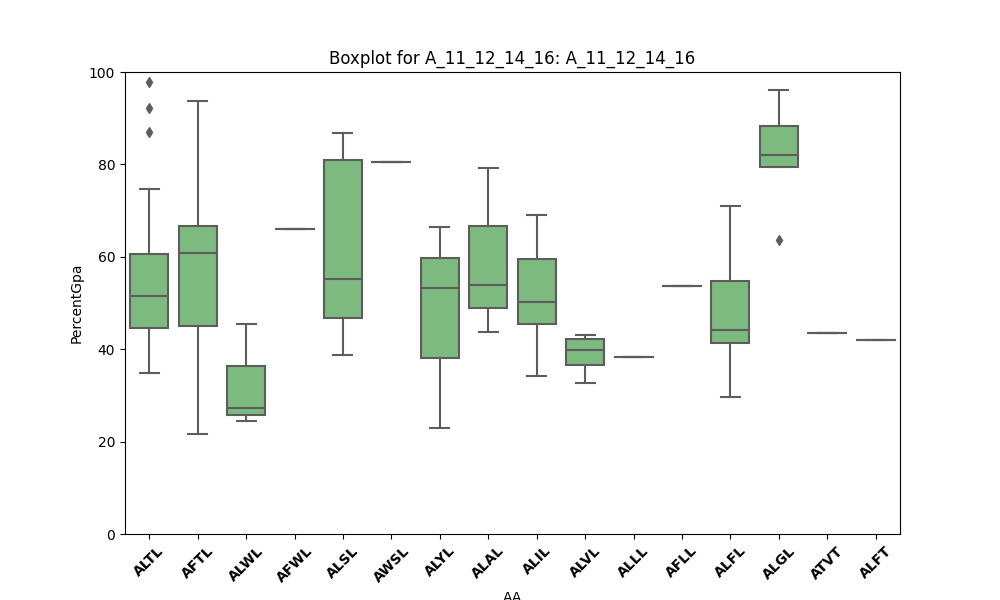 Boxplot for A_11_12_14_16: A_11_12_14_16
100
80
60
40
20
0
PercentGpa
ALTL AFTL ALWL AFWL ALSL AWSL ALYL ALAL ALIL ALVL ALLL AFLL ALFL ALGL ATVT ALFT
AA